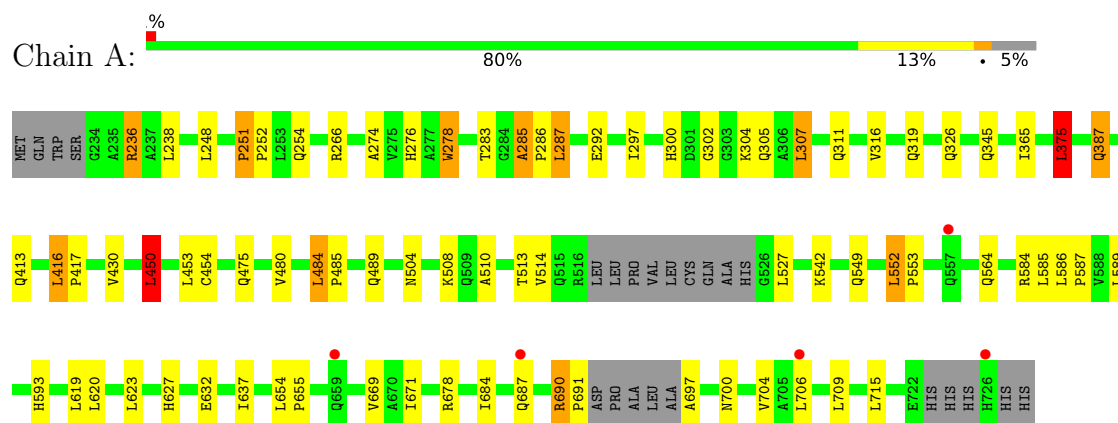 .%
Chain A:
80% 13% • 5%
MET GLN TRP SER G234 A235 R236 A237 L238 L248 P251 P252 L253 Q254 R266 A274 V275 H276 A277 W278 T283 G284 A285 P286 L287 E292 I297 H300 D301 G302 G303 K304 Q305 A306 L307 Q311 V316 Q319 Q326 Q345 I365 L375 Q387
Q413 L416 P417 V430 L450 L453 C454 Q475 V480 L484 P485 Q489 N504 K508 Q509 A510 T513 V514 Q515 R516 LEU LEU PRO VAL LEU CYS GLN ALA HIS G526 L527 K542 Q549 L552 P553 Q557 Q564 R584 L585 L586 P587 V588 L589
H593 L619 L620 L623 H627 E632 I637 L654 P655 Q659 V669 A670 I671 R678 I684 Q687 R690 P691 ASP PRO ALA LEU ALA A697 N700 V704 A705 L706 L709 L715 E722 HIS HIS HIS H726 HIS HIS